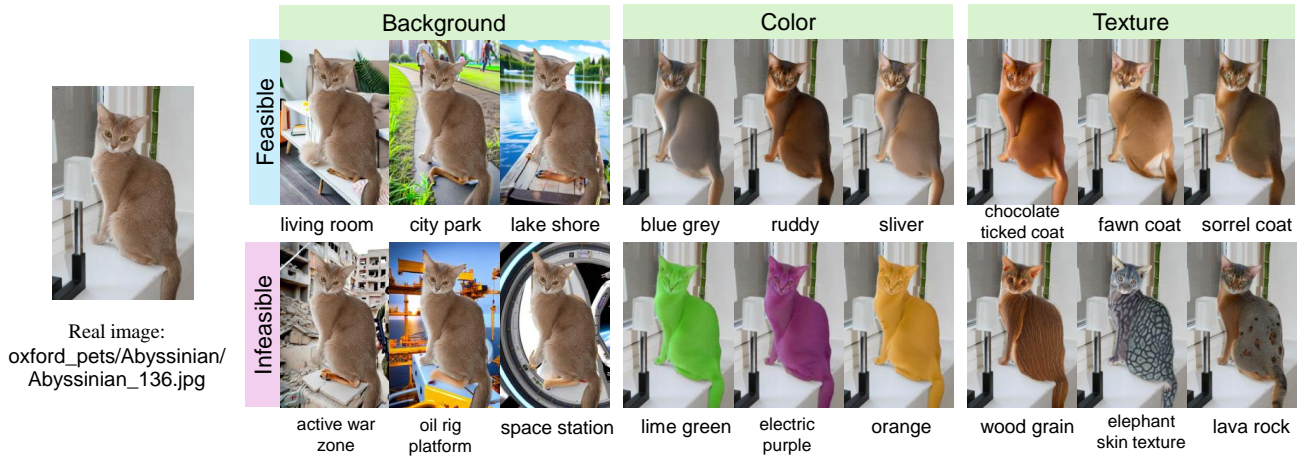 Background
Color
Texture
Feasible
living room
city park
lake shore
blue grey
ruddy
sliver
chocolate
ticked coat
fawn coat
sorrel coat
Real image:
oxford_pets/Abyssinian/
Abyssinian_136.jpg
Infeasible
active war
zone
oil rig
platform
space station
lime green
electric
purple
orange
wood grain
elephant
skin texture
lava rock